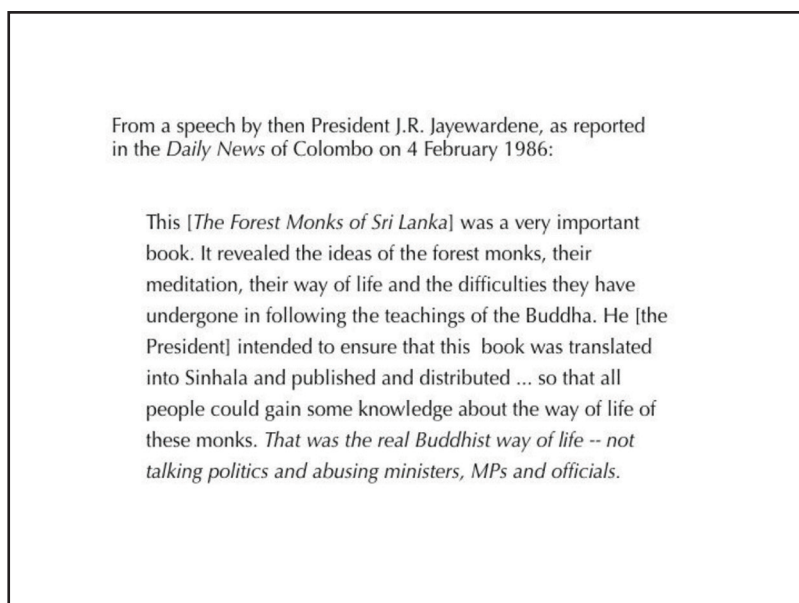 From a speech by then President J.R. Jayewardene, as reported
in the Daily News of Colombo on 4 February 1986:
This [The Forest Monks of Sri Lanka] was a very important
book. It revealed the ideas of the forest monks, their
meditation, their way of life and the difficulties they have
undergone in following the teachings of the Buddha. He [the
President] intended to ensure that this book was translated
into Sinhala and published and distributed ... so that all
people could gain some knowledge about the way of life of
these monks. That was the real Buddhist way of life -- not
talking politics and abusing ministers, MPs and officials.